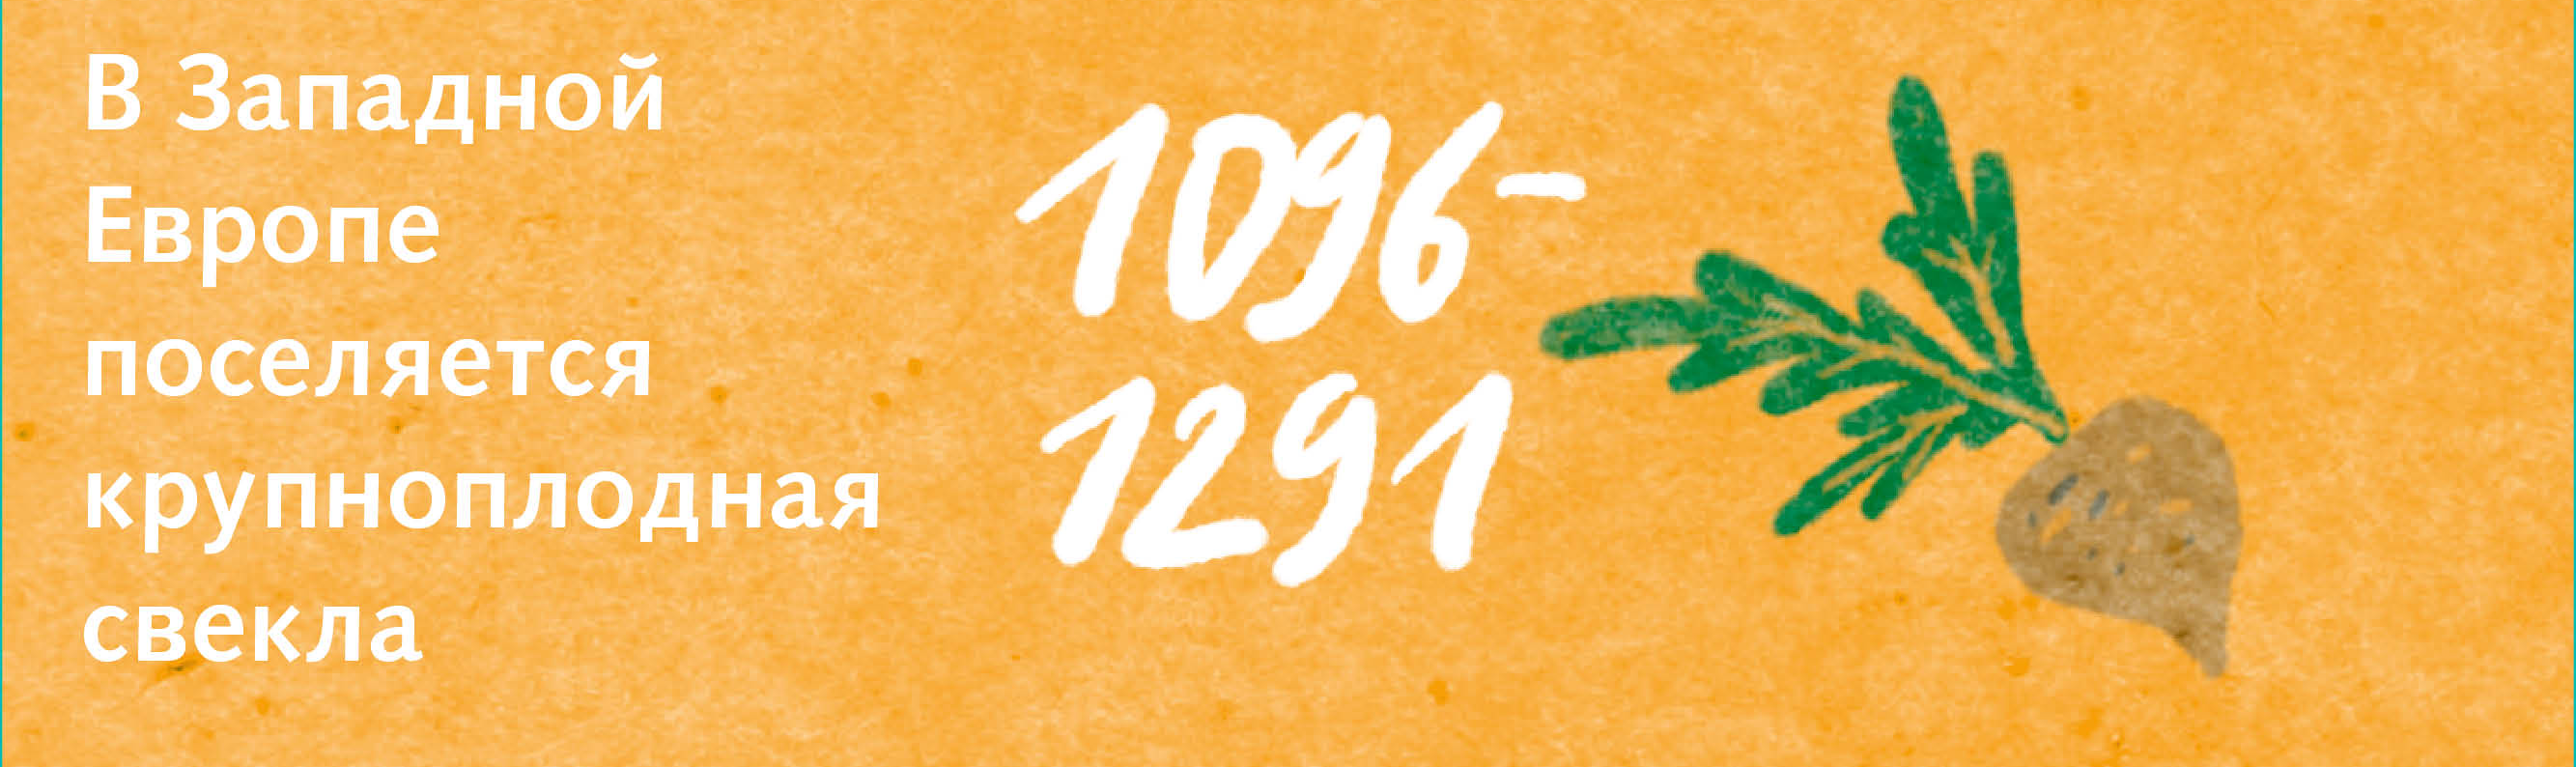 В Западной
Европе
поселяется
крупноплодная
свекла
1096–
1291